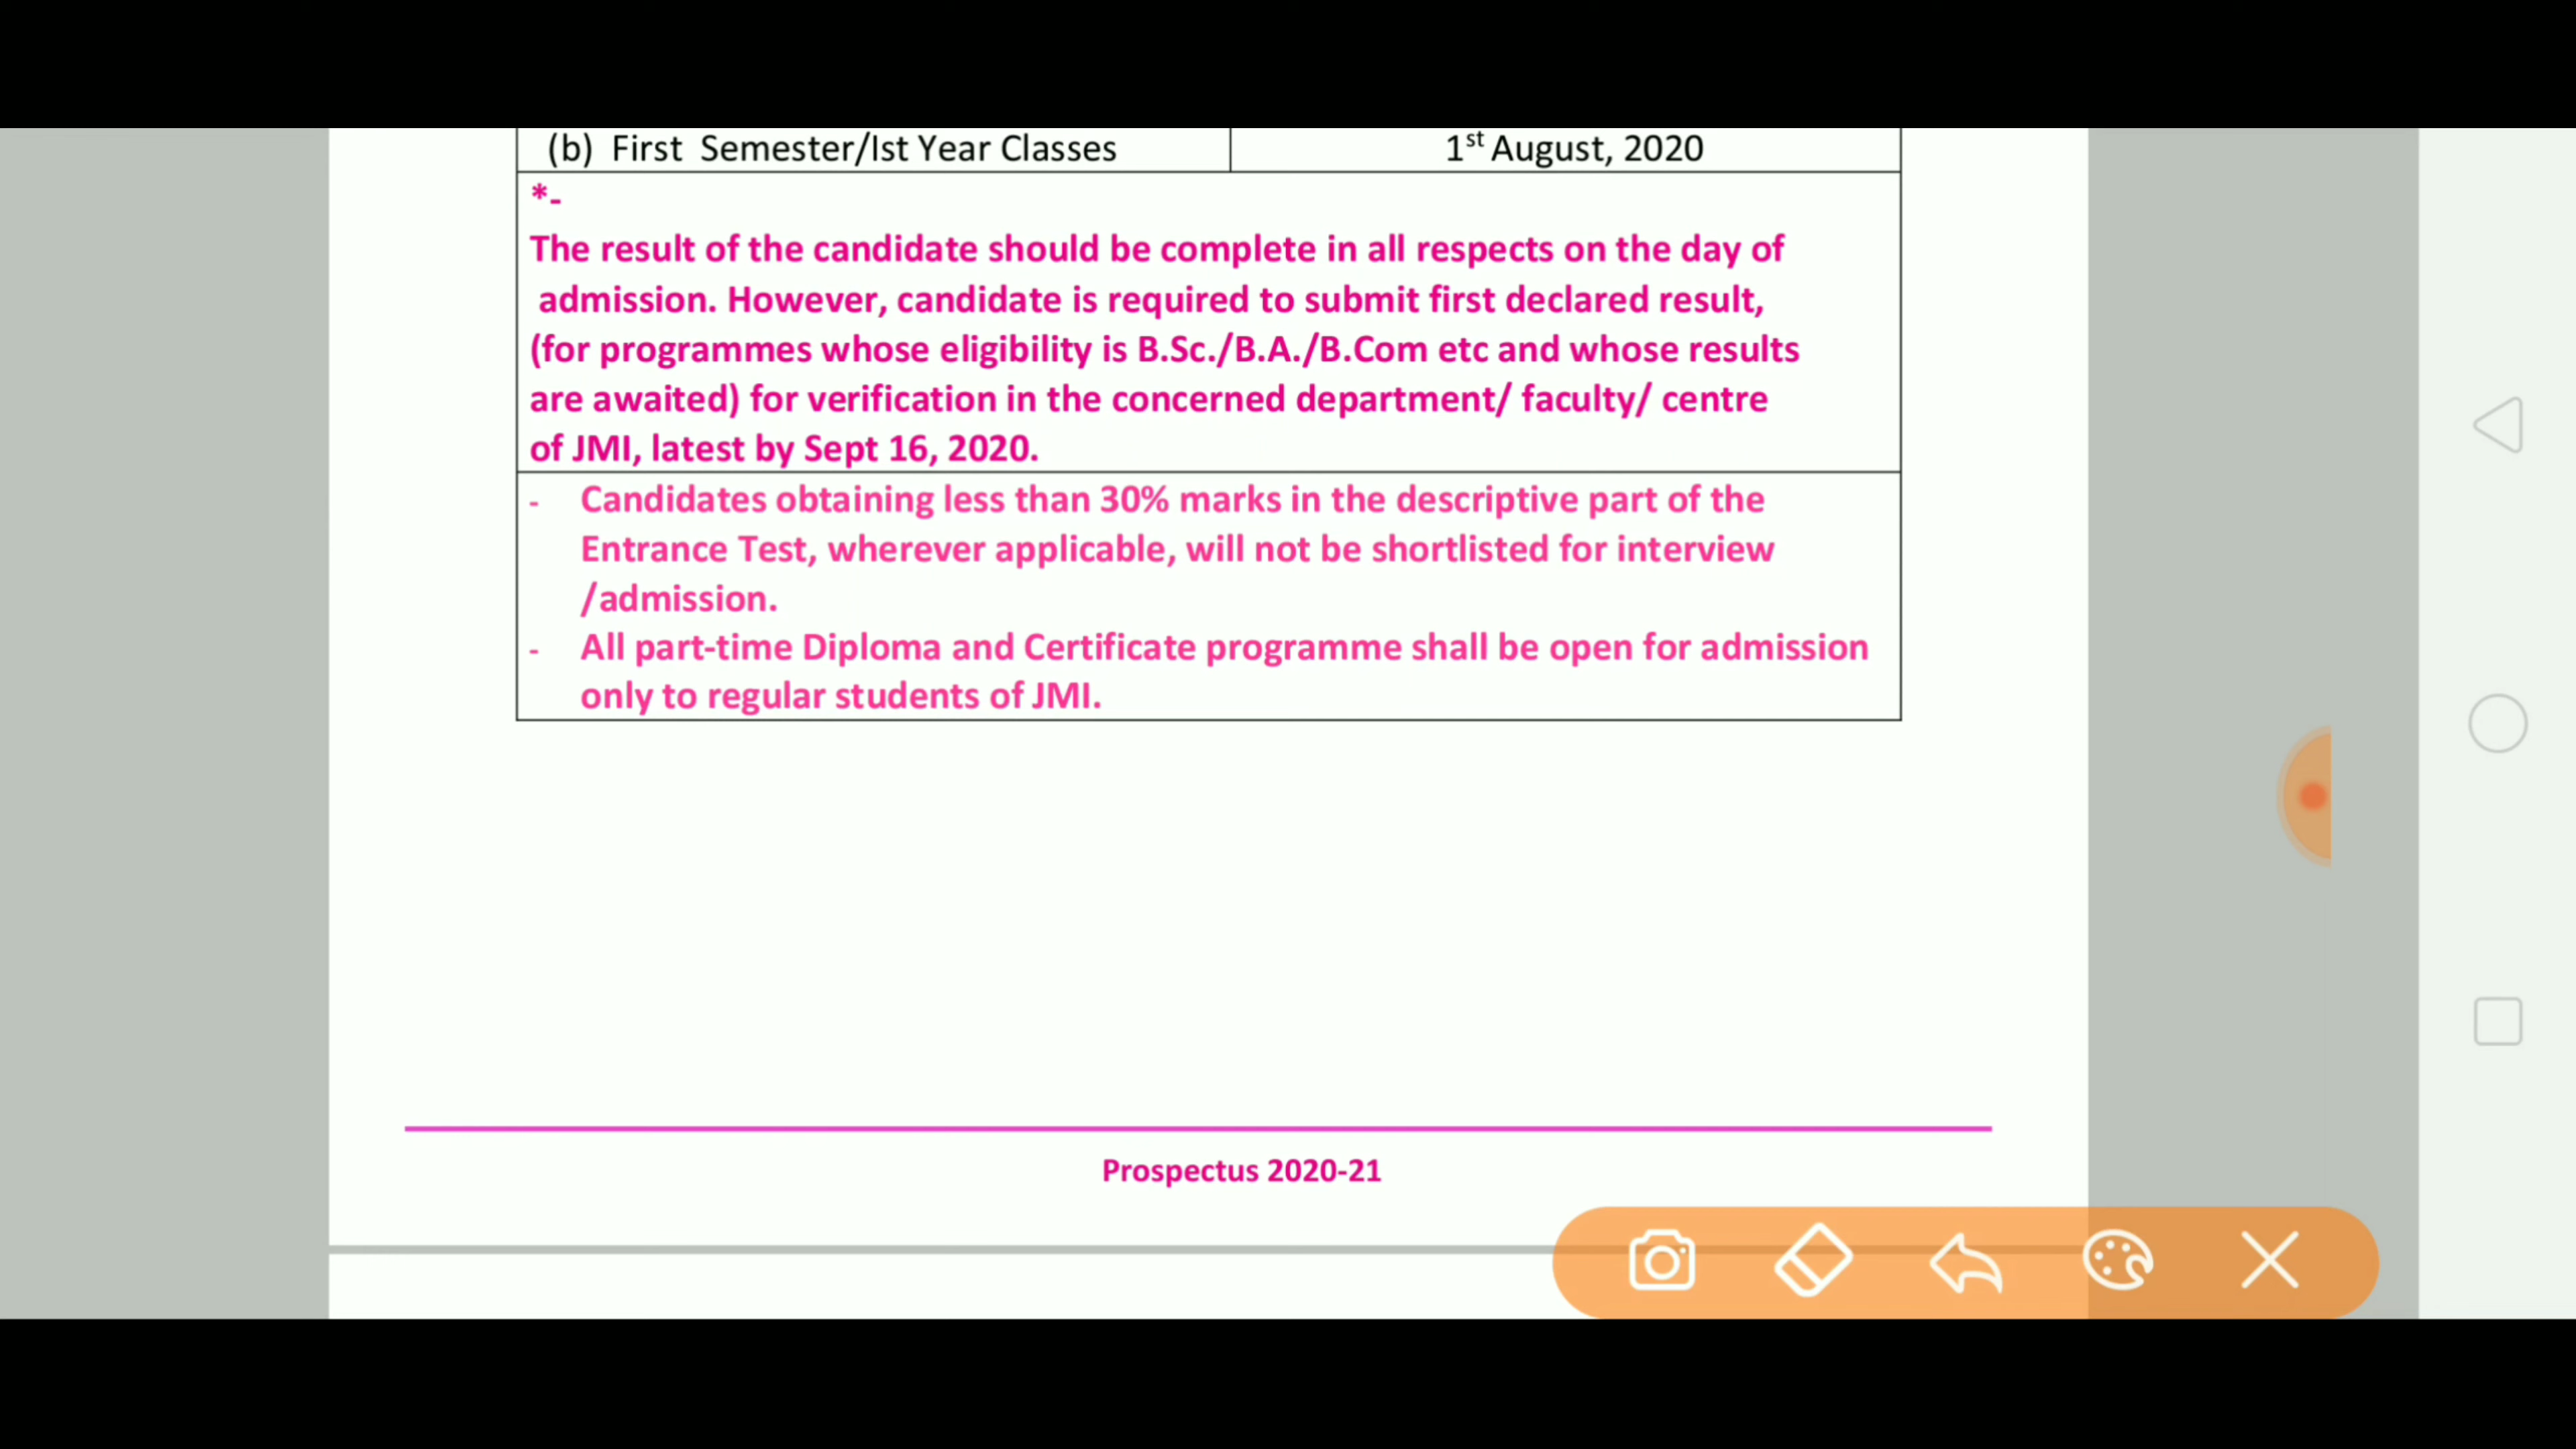 (b) First Semester/Ist Year Classes 1st August, 2020
*-
The result of the candidate should be complete in all respects on the day of
admission. However, candidate is required to submit first declared result,
(for programmes whose eligibility is B.Sc./B.A./B.Com etc and whose results
are awaited) for verification in the concerned department/ faculty/ centre
of JMI, latest by Sept 16, 2020.
- Candidates obtaining less than 30% marks in the descriptive part of the
Entrance Test, wherever applicable, will not be shortlisted for interview
/admission.
- All part-time Diploma and Certificate programme shall be open for admission
only to regular students of JMI.
Prospectus 2020-21